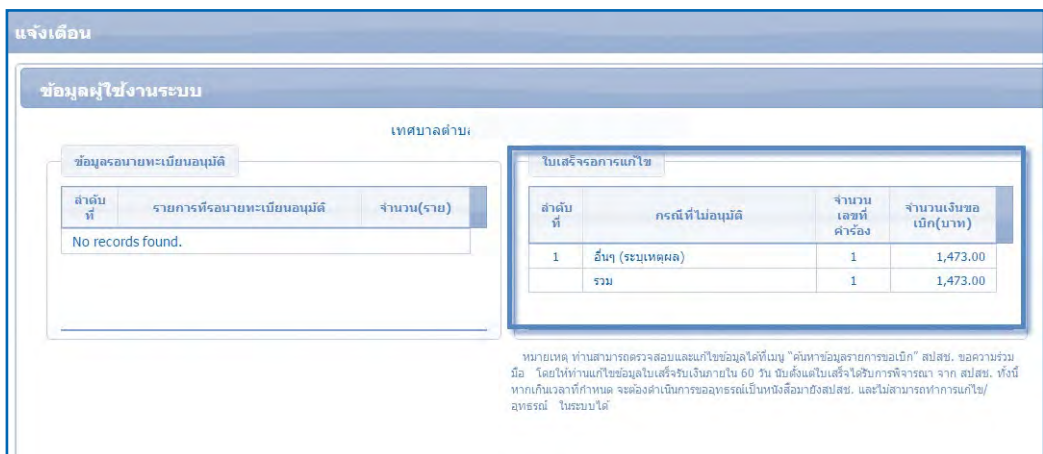 แจ้งเตือน
ข้อมูลผู้ใช้งานระบบ
เทศบาลตำบล
ข้อมูลรอนายทะเบียนอนุมัติ
ลำดับที่ รายการที่รอนายทะเบียนอนุมัติ จำนวน(ราย)
No records found.
ใบเสร็จรอการแก้ไข
ลำดับที่ กรณีที่ไม่อนุมัติ จำนวนเลขที่คำร้อง จำนวนเงินขอเบิก(บาท)
1 อื่นๆ (ระบุเหตุผล) 1 1,473.00
รวม 1 1,473.00
หมายเหตุ ท่านสามารถตรวจสอบและแก้ไขข้อมูลได้ที่เมนู "ค้นหาข้อมูลรายการขอเบิก" สปสช. ขอความร่วม
มือ โดยให้ท่านแก้ไขข้อมูลใบเสร็จรับเงินภายใน 60 วัน นับตั้งแต่ใบเสร็จได้รับการพิจารณา จาก สปสช. ทั้งนี้
หากเกินเวลาที่กำหนด จะต้องดำเนินการขออุทธรณ์เป็นหนังสือมายังสปสช. และไม่สามารถทำการแก้ไข/
อุทธรณ์ ในระบบได้